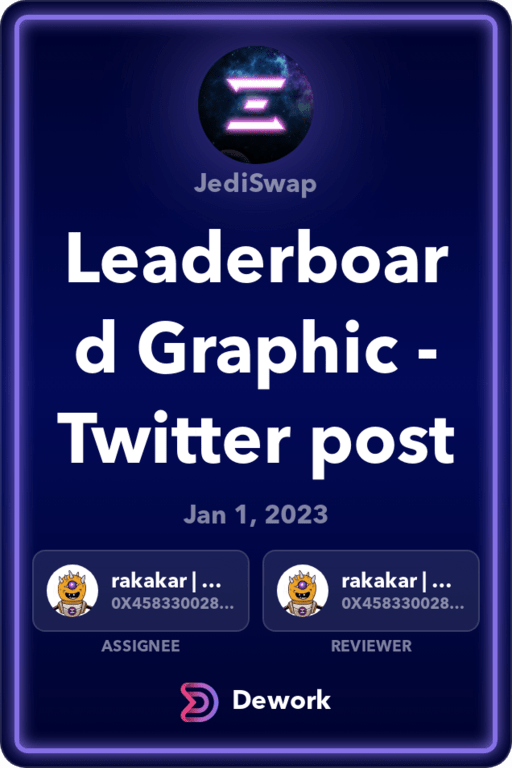 JediSwap
Leaderboar
d Graphic -
Twitter post
Jan 1, 2023
rakakar | ...
0X458330028...
rakakar | ...
0X458330028...
ASSIGNEE
REVIEWER
Dework